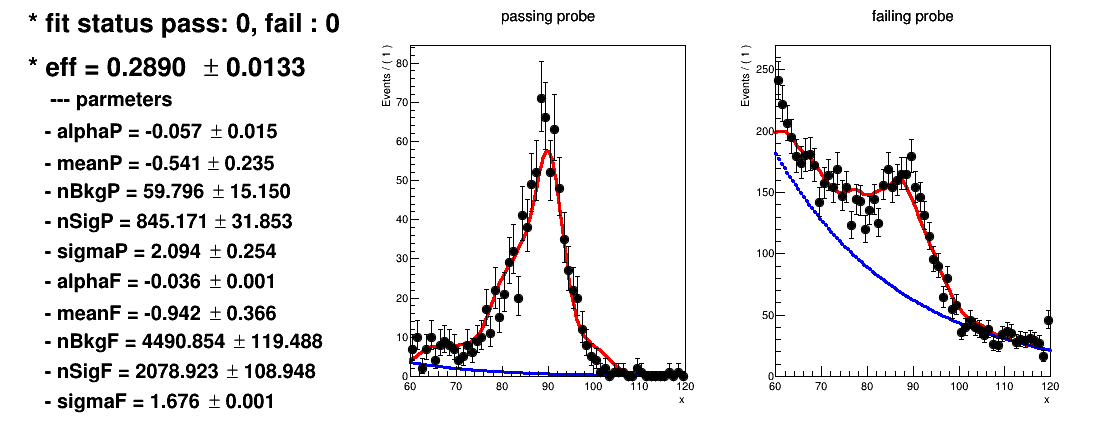 * fit status pass: 0, fail : 0
* eff = 0.2890 ± 0.0133
--- parmeters
- alphaP = -0.057 ± 0.015
- meanP = -0.541 ± 0.235
- nBkgP = 59.796 ± 15.150
- nSigP = 845.171 ± 31.853
- sigmaP = 2.094 ± 0.254
- alphaF = -0.036 ± 0.001
- meanF = -0.942 ± 0.366
- nBkgF = 4490.854 ± 119.488
- nSigF = 2078.923 ± 108.948
- sigmaF = 1.676 ± 0.001
passing probe
Events / ( 1 )
80
70
60
50
40
30
20
10
0
60 70 80 90 100 110 120
x
failing probe
Events / ( 1 )
250
200
150
100
50
0
60 70 80 90 100 110 120
x